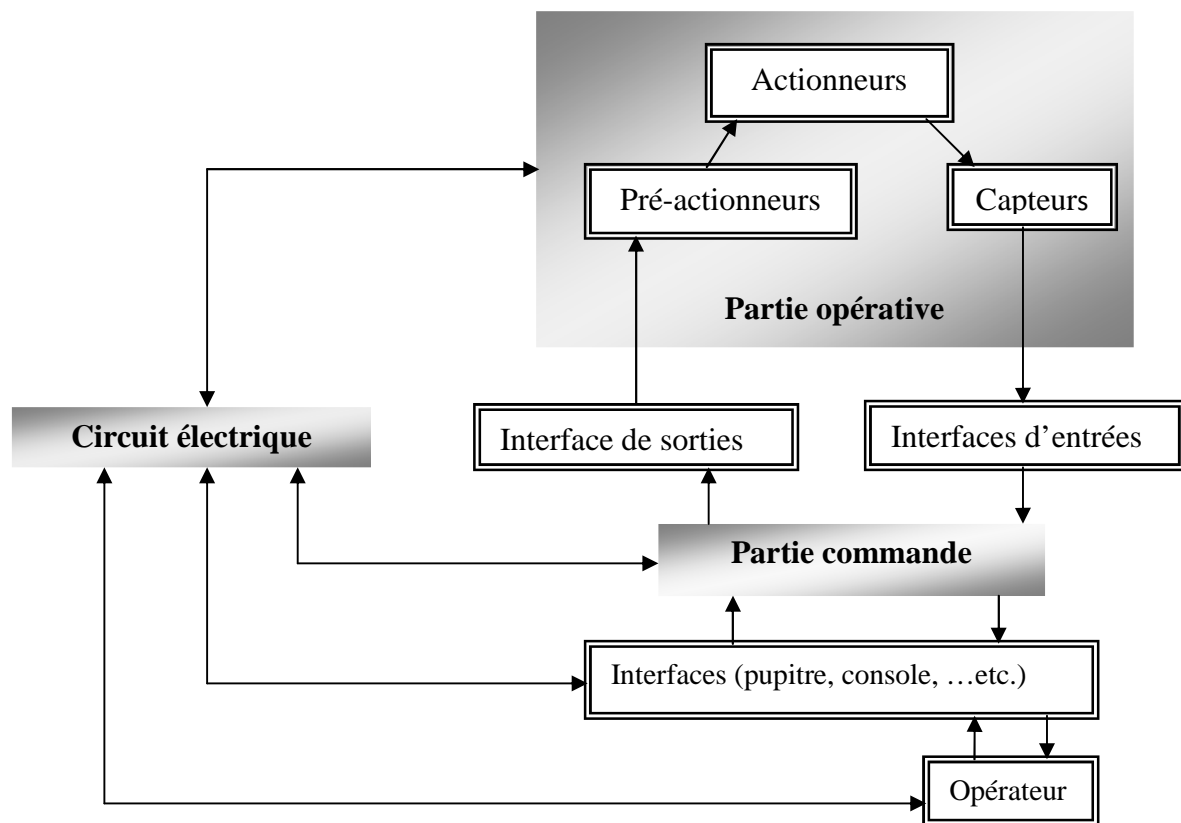 Actionneurs
Pré-actionneurs
Capteurs
Partie opérative
Circuit électrique
Interface de sorties
Interfaces d'entrées
Partie commande
Interfaces (pupitre, console, …etc.)
Opérateur